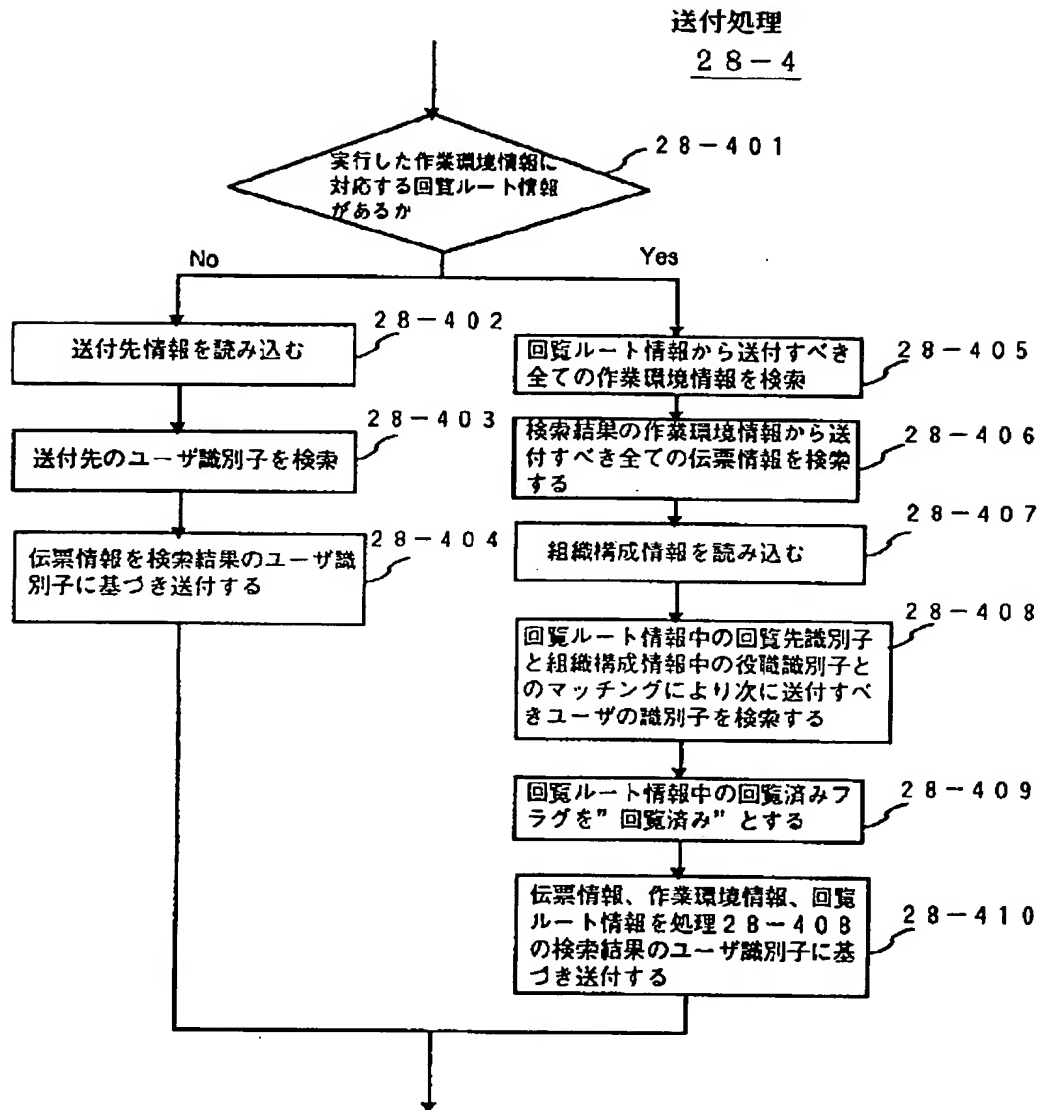 送付処理
28-4
実行した作業環境情報に
対応する回覧ルート情報
があるか
28-401
No
Yes
送付先情報を読み込む
28-402
送付先のユーザ識別子を検索
28-403
伝票情報を検索結果のユーザ識
別子に基づき送付する
28-404
回覧ルート情報から送付すべき
全ての作業環境情報を検索
28-405
検索結果の作業環境情報から送
付すべき全ての伝票情報を検索
する
28-406
組織構成情報を読み込む
28-407
回覧ルート情報中の回覧先識別子
と組織構成情報中の役職識別子と
のマッチングにより次に送付すべ
きユーザの識別子を検索する
28-408
回覧ルート情報中の回覧済みフ
ラグを"回覧済み"とする
28-409
伝票情報、作業環境情報、回覧
ルート情報を処理28-408
の検索結果のユーザ識別子に基
づき送付する
28-410